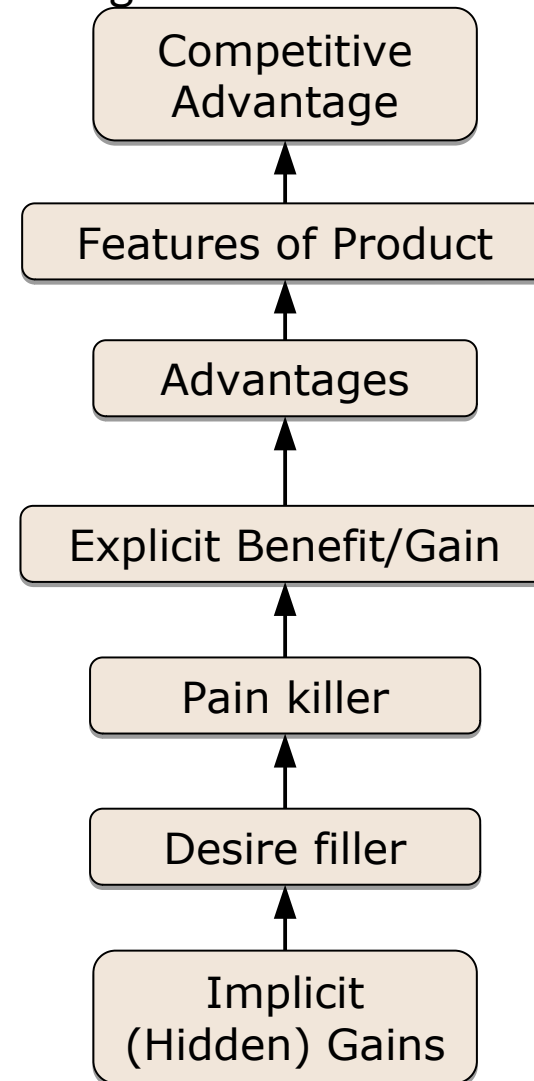 Competitive
Advantage
Features of Product
Advantages
Explicit Benefit/Gain
Pain killer
Desire filler
Implicit
(Hidden) Gains